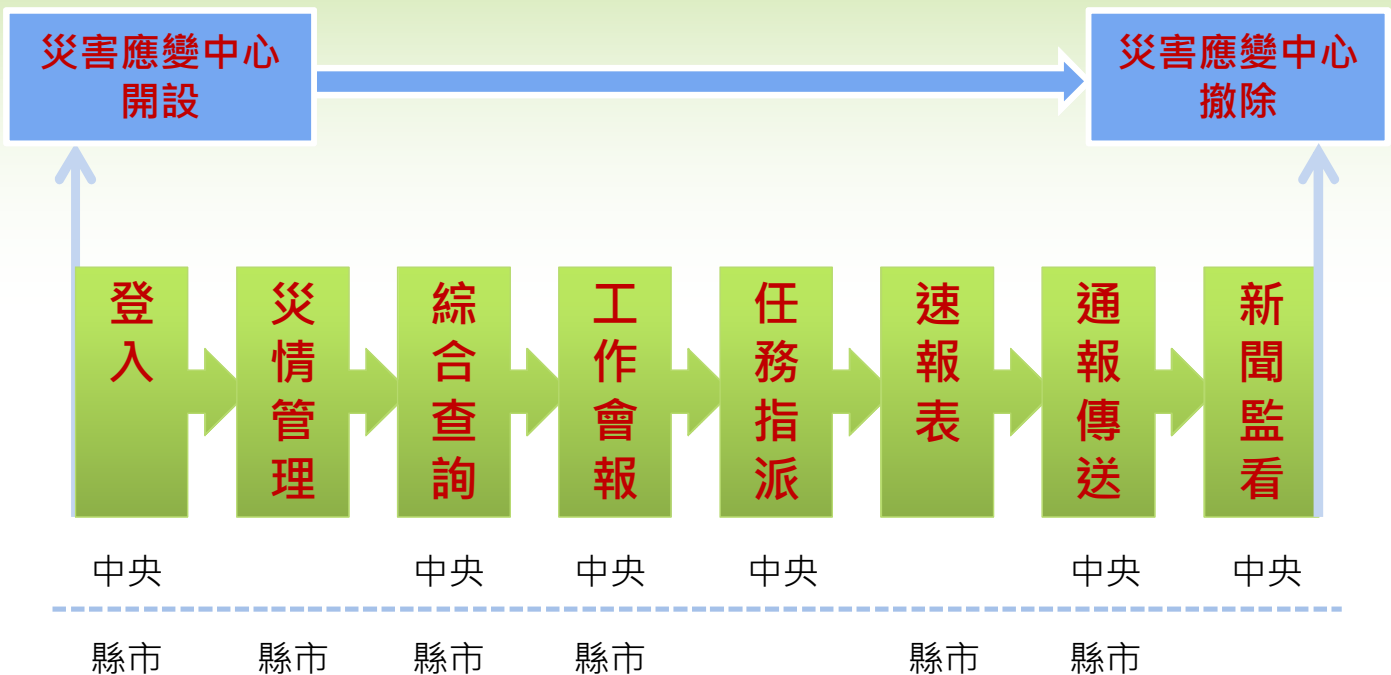 災害應變中心
開設
災害應變中心
撤除
登入
災情管理
綜合查詢
工作會報
任務指派
速報表
通報傳送
新聞監看
中央
中央
中央
中央
中央
中央
縣市
縣市
縣市
縣市
縣市
縣市